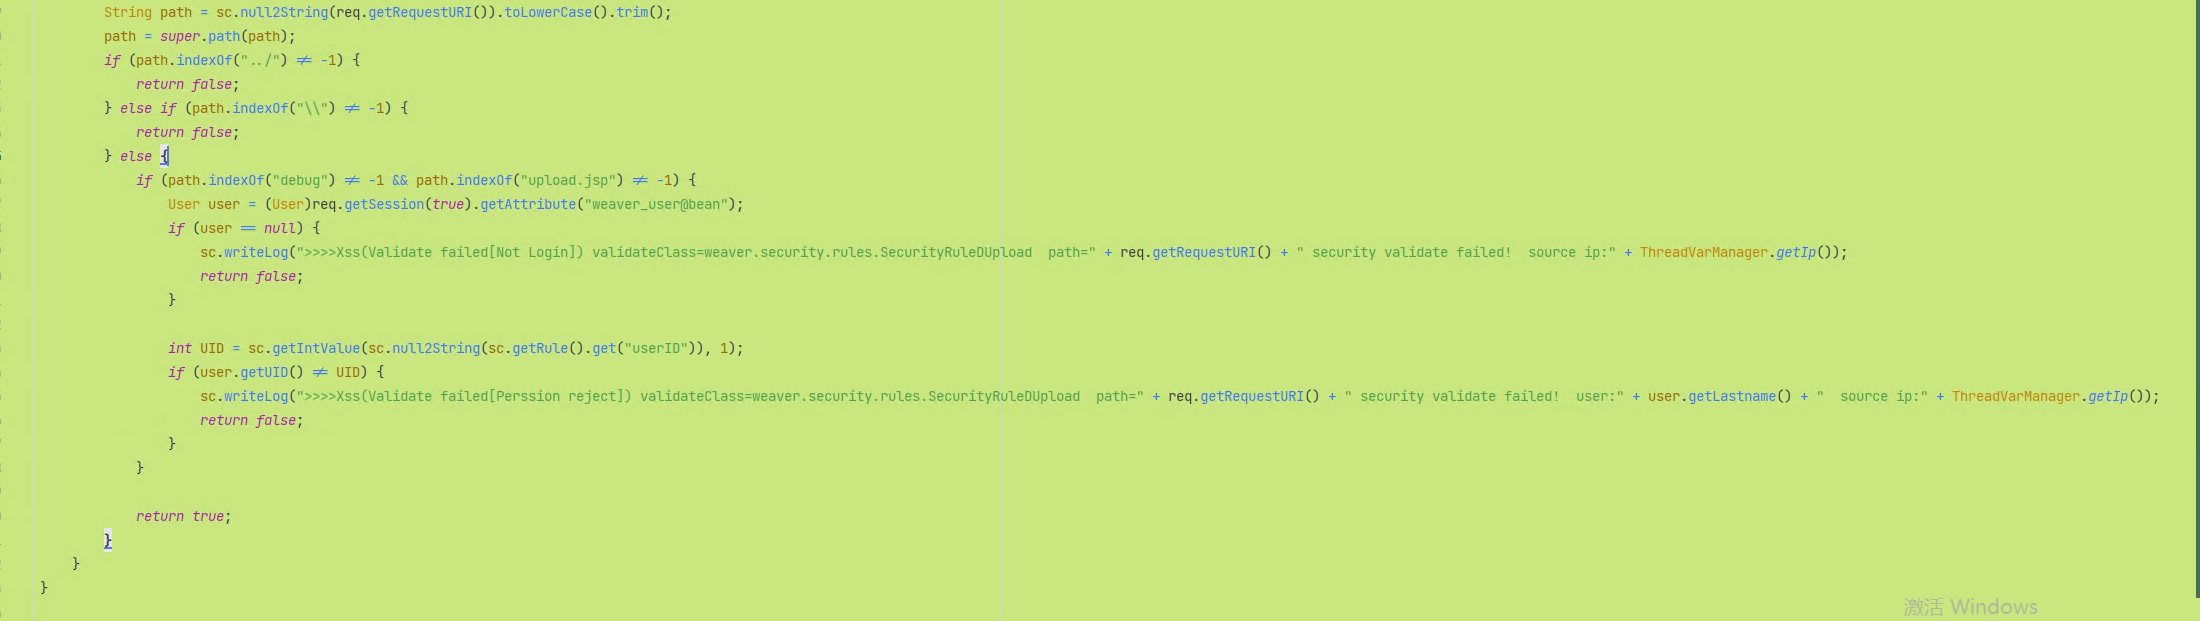 String path = sc.null2String(req.getRequestURI()).toLowerCase().trim();
path = super.path(path);
if (path.indexOf("../") ≠ -1) {
return false;
} else if (path.indexOf("\\") ≠ -1) {
return false;
} else {
if (path.indexOf("debug") ≠ -1 && path.indexOf("upload.jsp") ≠ -1) {
User user = (User)req.getSession(true).getAttribute("weaver_user@bean");
if (user == null) {
sc.writeLog(">>>>Xss(Validate failed[Not Login]) validateClass=weaver.security.rules.SecurityRuleDUpload  path=" + req.getRequestURI() + " security validate failed!  source ip:" + ThreadVarManager.getIp());
return false;
}
int UID = sc.getIntValue(sc.null2String(sc.getRule().get("userID")), 1);
if (user.getUID() ≠ UID) {
sc.writeLog(">>>>Xss(Validate failed[Perssion reject]) validateClass=weaver.security.rules.SecurityRuleDUpload  path=" + req.getRequestURI() + " security validate failed!  user:" + user.getLastname() + "  source ip:" + ThreadVarManager.getIp());
return false;
}
}
return true;
}
}
}
激活 Windows